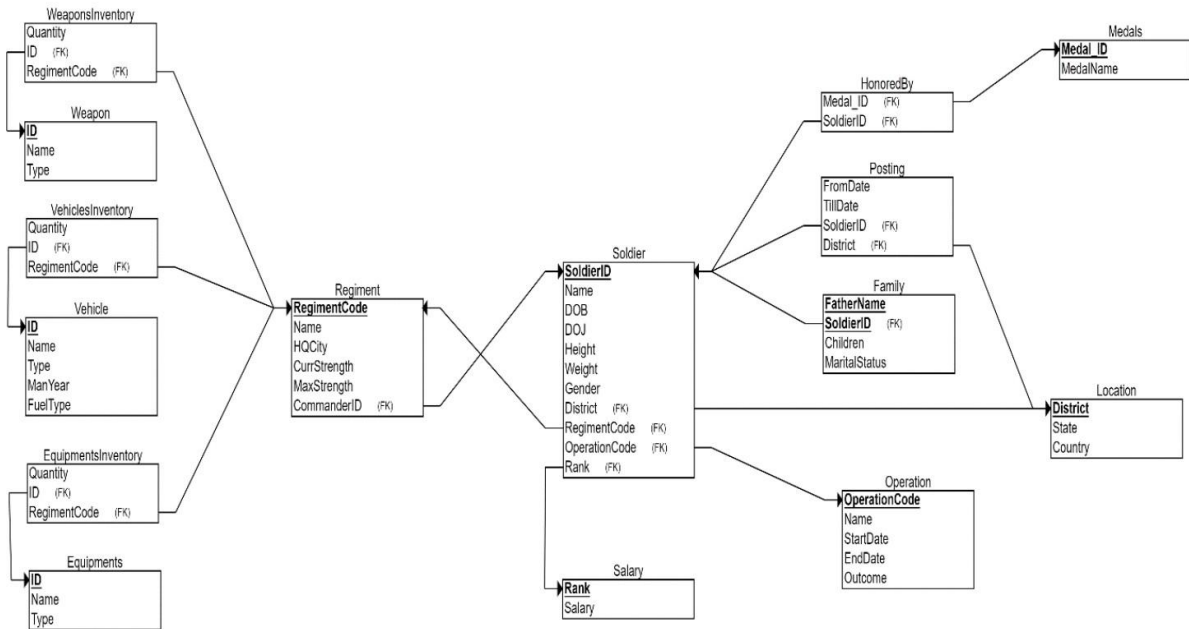 WeaponsInventory
Quantity
ID (FK)
RegimentCode (FK)
Weapon
ID
Name
Type
VehiclesInventory
Quantity
ID (FK)
RegimentCode (FK)
Vehicle
ID
Name
Type
ManYear
FuelType
EquipmentsInventory
Quantity
ID (FK)
RegimentCode (FK)
Equipments
ID
Name
Type
Regiment
RegimentCode
Name
HQCity
CurrStrength
MaxStrength
CommanderID (FK)
Soldier
SoldierID
Name
DOB
DOJ
Height
Weight
Gender
District (FK)
RegimentCode (FK)
OperationCode (FK)
Rank (FK)
Salary
Rank
Salary
HonoredBy
Medal_ID (FK)
SoldierID (FK)
Posting
FromDate
TillDate
SoldierID (FK)
District (FK)
Family
FatherName
SoldierID (FK)
Children
MaritalStatus
Operation
OperationCode
Name
StartDate
EndDate
Outcome
Medals
Medal_ID
MedalName
Location
District
State
Country